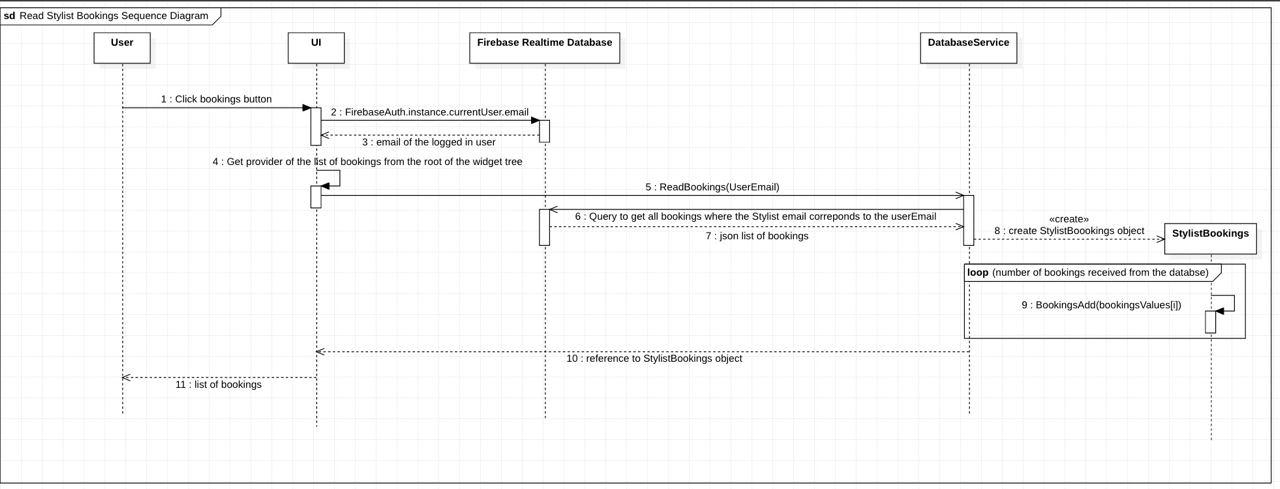 sd Read Stylist Bookings Sequence Diagram
User
UI
Firebase Realtime Database
DatabaseService
1 : Click bookings button
2 : FirebaseAuth.instance.currentUser.email
3 : email of the logged in user
4 : Get provider of the list of bookings from the root of the widget tree
5 : ReadBookings(UserEmail)
6 : Query to get all bookings where the Stylist email correponds to the userEmail
7 : json list of bookings
«create»
8 : create StylistBoookings object
StylistBookings
loop (number of bookings received from the databse)
9 : BookingsAdd(bookingsValues[i])
10 : reference to StylistBookings object
11 : list of bookings